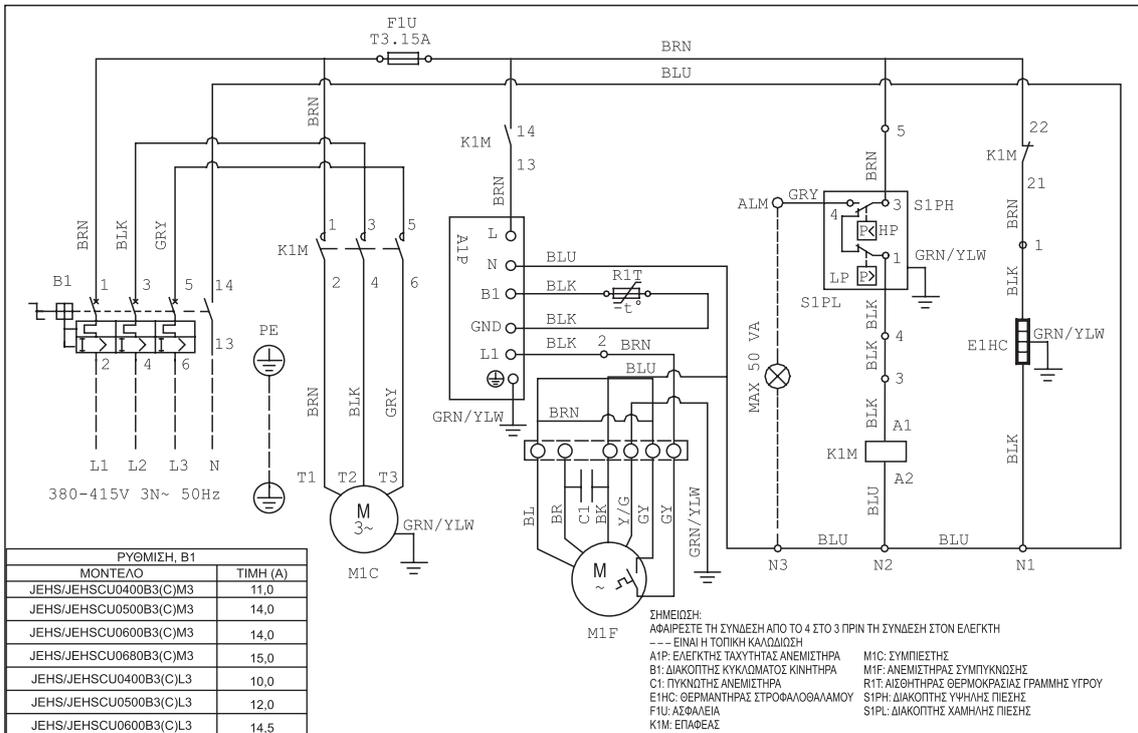 F1U
T3.15A
BRN
BLU
BRN
K1M
14
13
BRN
5
BRN
22
K1M
21
BRN
1
BLK
BRN
BLK
GRY
B1
1
3
5
14
2
4
6
13
PE
K1M
1
3
5
2
4
6
A1P
L
N
B1
GND
L1
BLU
BLK
R1T
-t°
BLK
BLK
2
BRN
BLU
BRN
GRN/YLW
ALM
GRY
4
3
S1PH
P< HP
1
GRN/YLW
LP P>
S1PL
BLK
4
BLK
3
BLK
A1
K1M
A2
BLU
MAX 50 VA
E1HC
GRN/YLW
BLK
L1
L2
L3
N
380-415V 3N~ 50Hz
BRN
BLK
GRY
T1
T2
T3
M
3~
GRN/YLW
M1C
BL
BR
C1
BK
Y/G
GY
GY
GRN/YLW
M
~
M1F
BLU
BLU
N3
N2
N1
ΡΥΘΜΙΣΗ, B1
ΜΟΝΤΕΛΟ ΤΙΜΗ (A)
JEHS/JEHSCU0400B3(C)M3 11,0
JEHS/JEHSCU0500B3(C)M3 14,0
JEHS/JEHSCU0600B3(C)M3 14,0
JEHS/JEHSCU0680B3(C)M3 15,0
JEHS/JEHSCU0400B3(C)L3 10,0
JEHS/JEHSCU0500B3(C)L3 12,0
JEHS/JEHSCU0600B3(C)L3 14,5
ΣΗΜΕΙΩΣΗ:
ΑΦΑΙΡΕΣΤΕ ΤΗ ΣΥΝΔΕΣΗ ΑΠΟ ΤΟ 4 ΣΤΟ 3 ΠΡΙΝ ΤΗ ΣΥΝΔΕΣΗ ΣΤΟΝ ΕΛΕΓΚΤΗ
--- ΕΙΝΑΙ Η ΤΟΠΙΚΗ ΚΑΛΩΔΙΩΣΗ
A1P: ΕΛΕΓΚΤΗΣ ΤΑΧΥΤΗΤΑΣ ΑΝΕΜΙΣΤΗΡΑ
B1: ΔΙΑΚΟΠΤΗΣ ΚΥΚΛΩΜΑΤΟΣ ΚΙΝΗΤΗΡΑ
C1: ΠΥΚΝΩΤΗΣ ΑΝΕΜΙΣΤΗΡΑ
E1HC: ΘΕΡΜΑΝΤΗΡΑΣ ΣΤΡΟΦΑΛΟΘΑΛΑΜΟΥ
F1U: ΑΣΦΑΛΕΙΑ
K1M: ΕΠΑΦΕΑΣ
M1C: ΣΥΜΠΙΕΣΤΗΣ
M1F: ΑΝΕΜΙΣΤΗΡΑΣ ΣΥΜΠΥΚΝΩΣΗΣ
R1T: ΑΙΣΘΗΤΗΡΑΣ ΘΕΡΜΟΚΡΑΣΙΑΣ ΓΡΑΜΜΗΣ ΥΓΡΟΥ
S1PH: ΔΙΑΚΟΠΤΗΣ ΥΨΗΛΗΣ ΠΙΕΣΗΣ
S1PL: ΔΙΑΚΟΠΤΗΣ ΧΑΜΗΛΗΣ ΠΙΕΣΗΣ